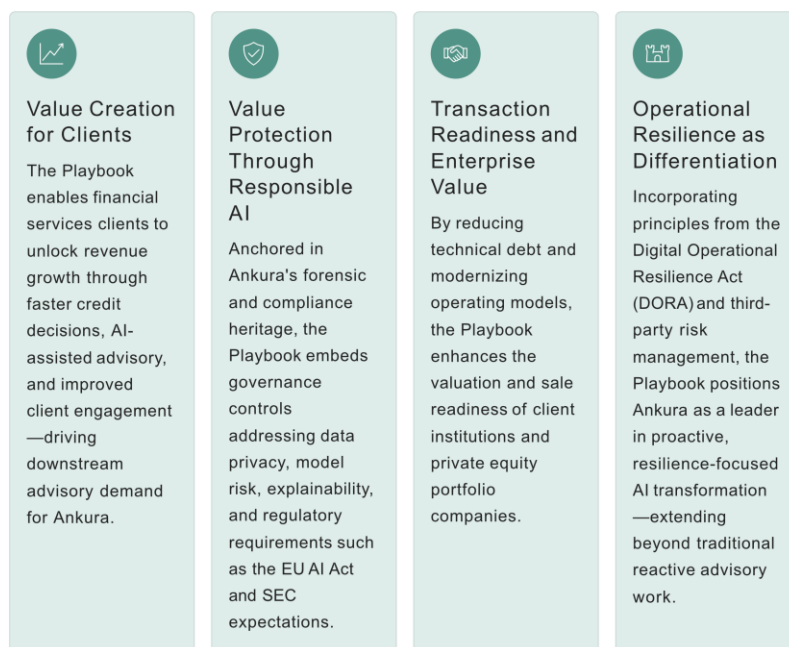 Value Creation
for Clients
The Playbook
enables financial
services clients to
unlock revenue
growth through
faster credit
decisions, AI-
assisted advisory,
and improved
client engagement
—driving
downstream
advisory demand
for Ankura.
Value
Protection
Through
Responsible
AI
Anchored in
Ankura's forensic
and compliance
heritage, the
Playbook embeds
governance
controls
addressing data
privacy, model
risk, explainability,
and regulatory
requirements such
as the EU AI Act
and SEC
expectations.
Transaction
Readiness and
Enterprise
Value
By reducing
technical debt and
modernizing
operating models,
the Playbook
enhances the
valuation and sale
readiness of client
institutions and
private equity
portfolio
companies.
Operational
Resilience as
Differentiation
Incorporating
principles from the
Digital Operational
Resilience Act
(DORA) and third-
party risk
management, the
Playbook positions
Ankura as a leader
in proactive,
resilience-focused
AI transformation
—extending
beyond traditional
reactive advisory
work.